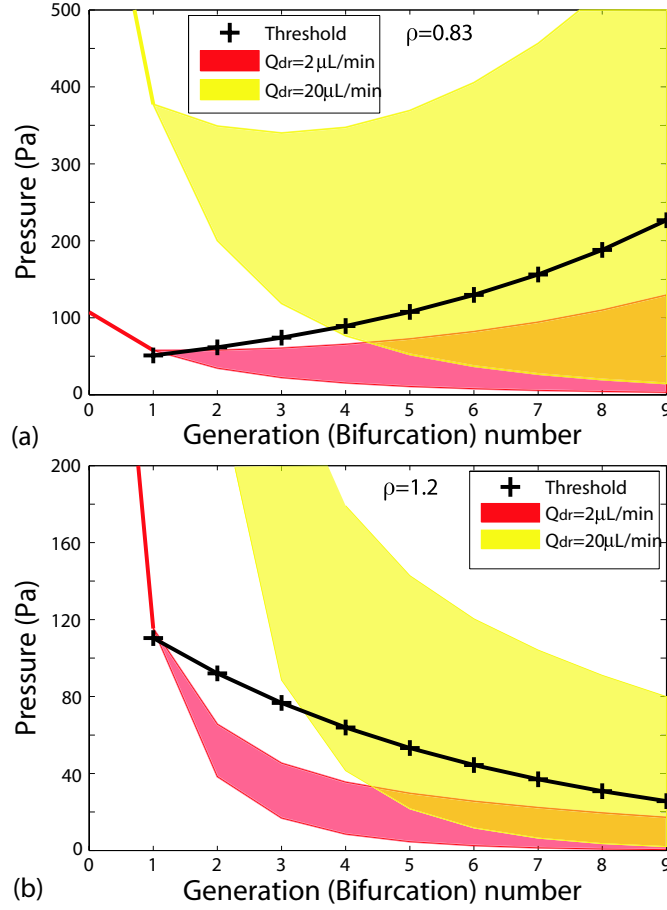 500
400
300
200
100
0
Pressure (Pa)
Threshold
Qdr=2μL/min
Qdr=20μL/min
ρ=0.83
0 1 2 3 4 5 6 7 8 9
(a) Generation (Bifurcation) number
200
160
120
80
40
0
Pressure (Pa)
ρ=1.2
Threshold
Qdr=2μL/min
Qdr=20μL/min
0 1 2 3 4 5 6 7 8 9
(b) Generation (Bifurcation) number